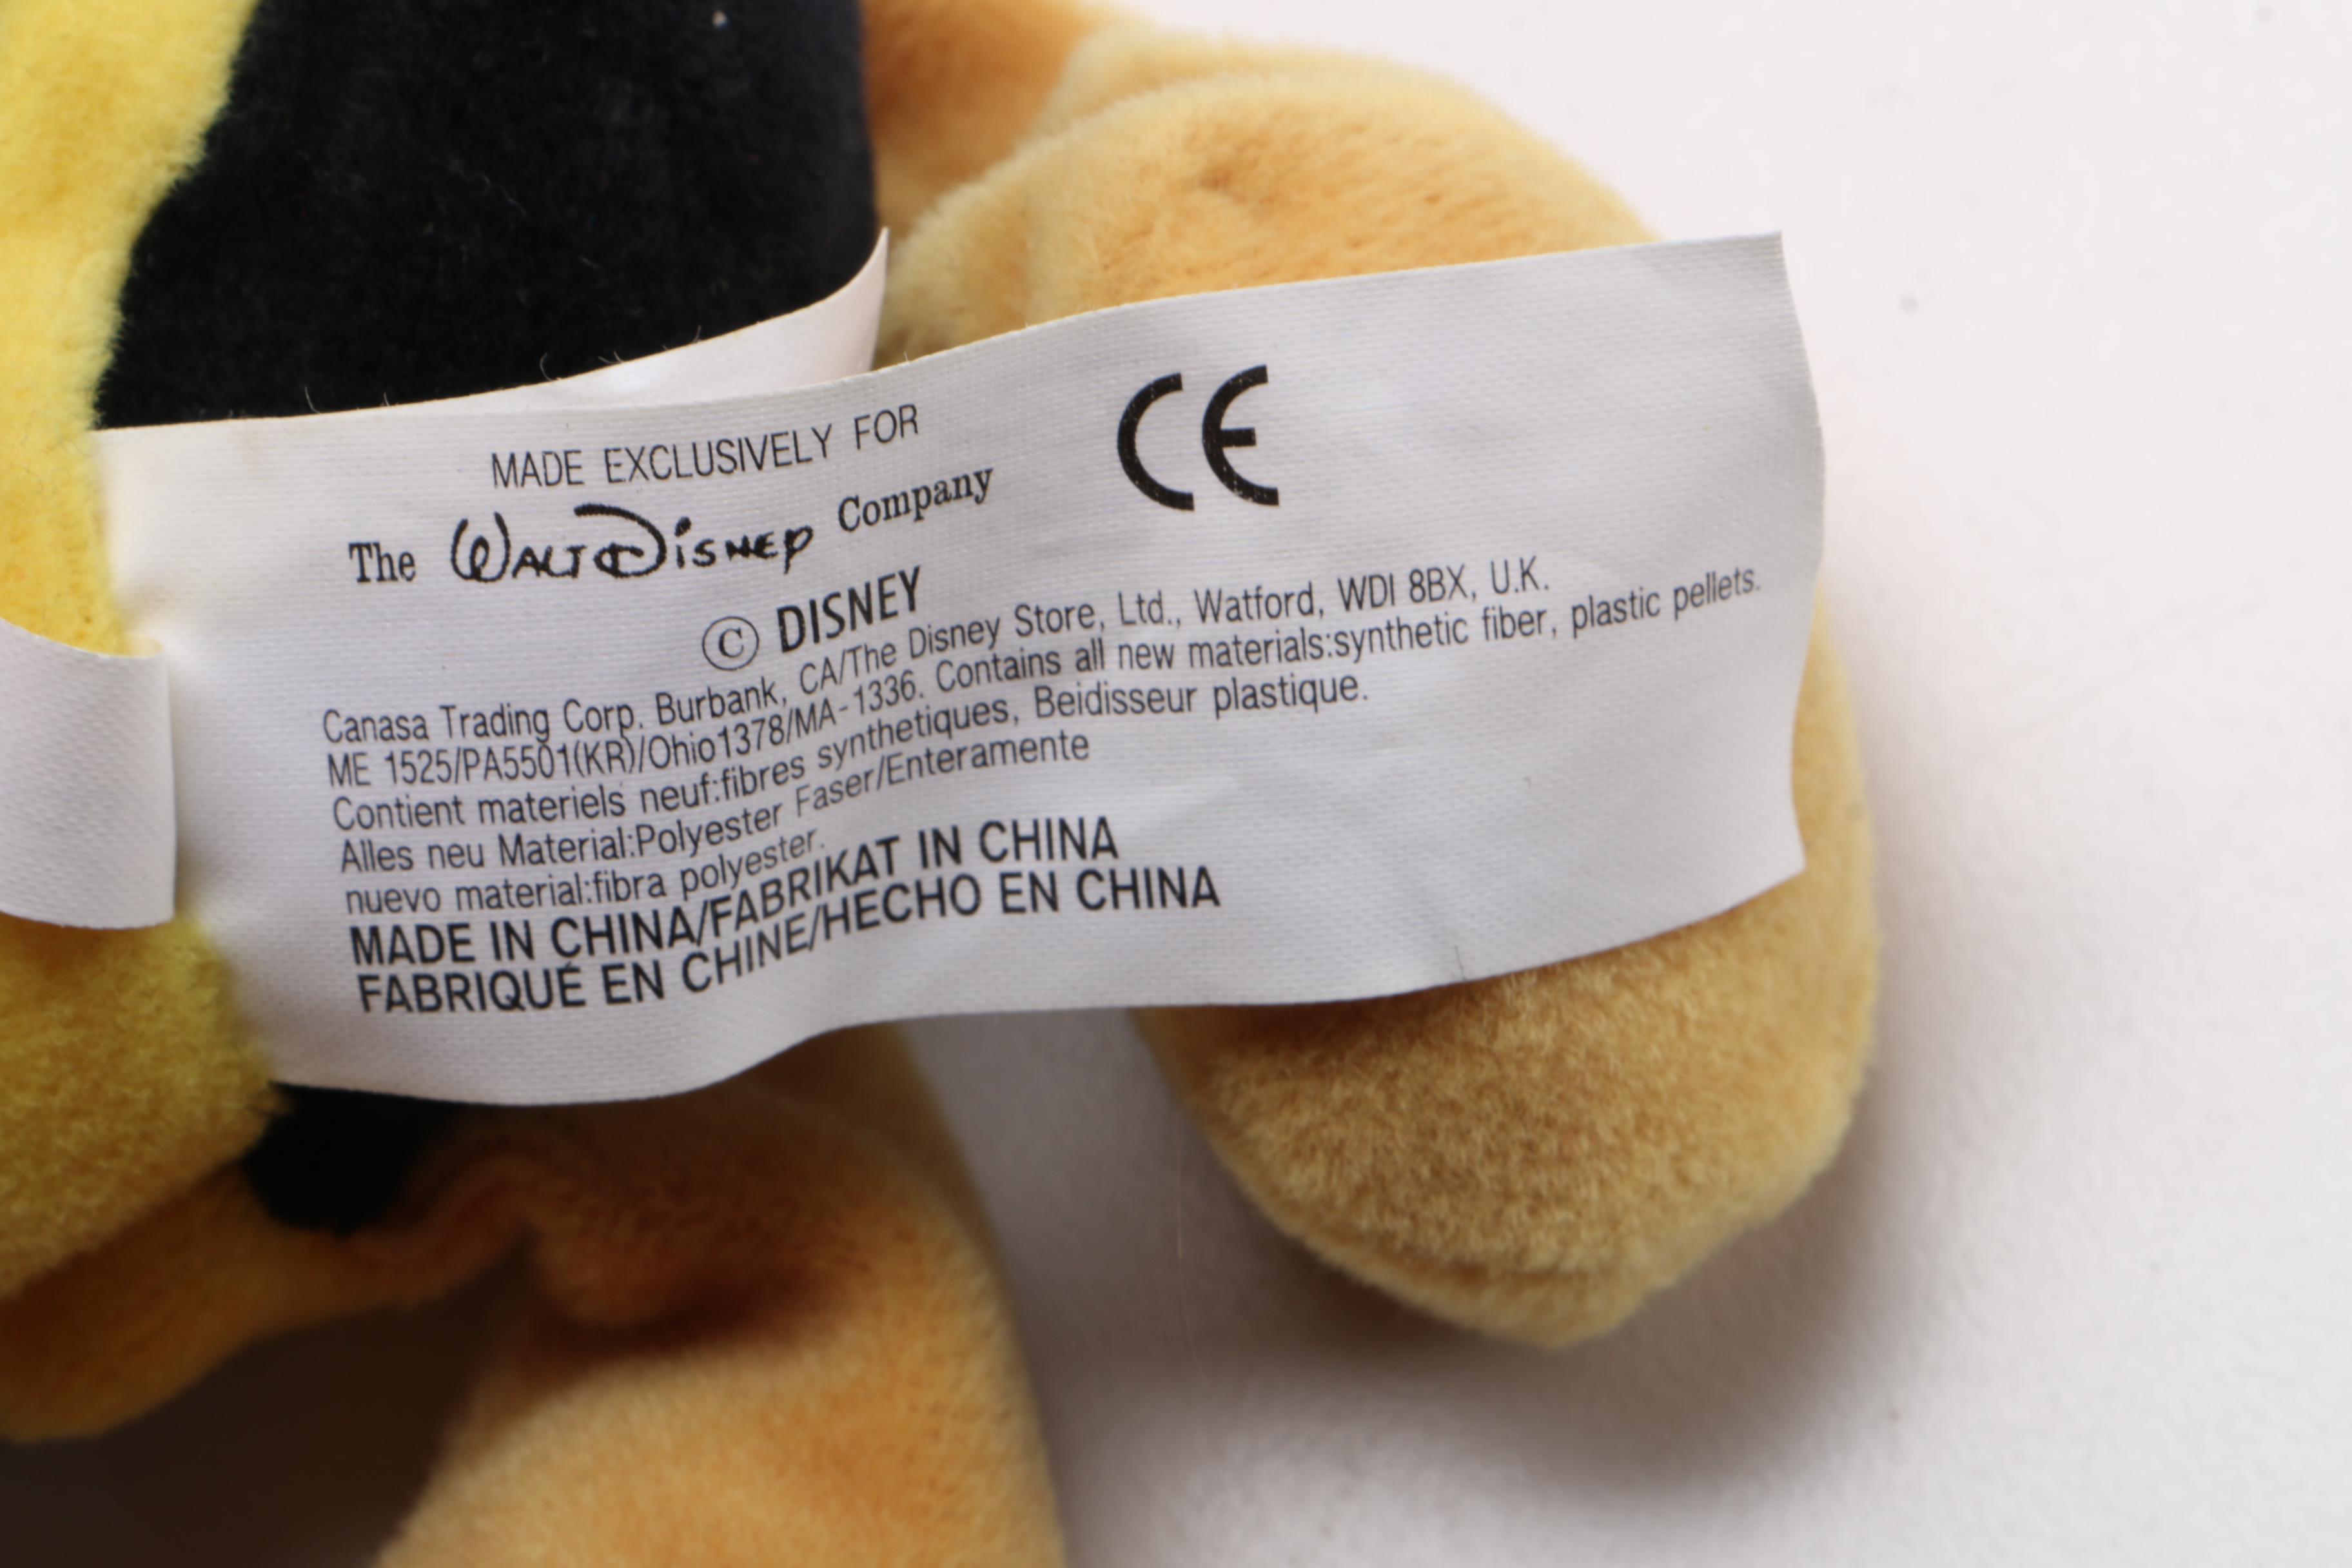 MADE EXCLUSIVELY FOR
The WALT DISNEY Company
CE
© DISNEY
Canasa Trading Corp. Burbank, CA/The Disney Store, Ltd., Watford, WDI 8BX, U.K.
ME 1525/PA5501(KR)/Ohio1378/MA-1336. Contains all new materials:synthetic fiber, plastic pellets.
Contient materiels neuf:fibres synthetiques, Beidisseur plastique.
Alles neu Material:Polyester Faser/Enteramente
nuevo material:fibra polyester.
MADE IN CHINA/FABRIKAT IN CHINA
FABRIQUÉ EN CHINE/HECHO EN CHINA